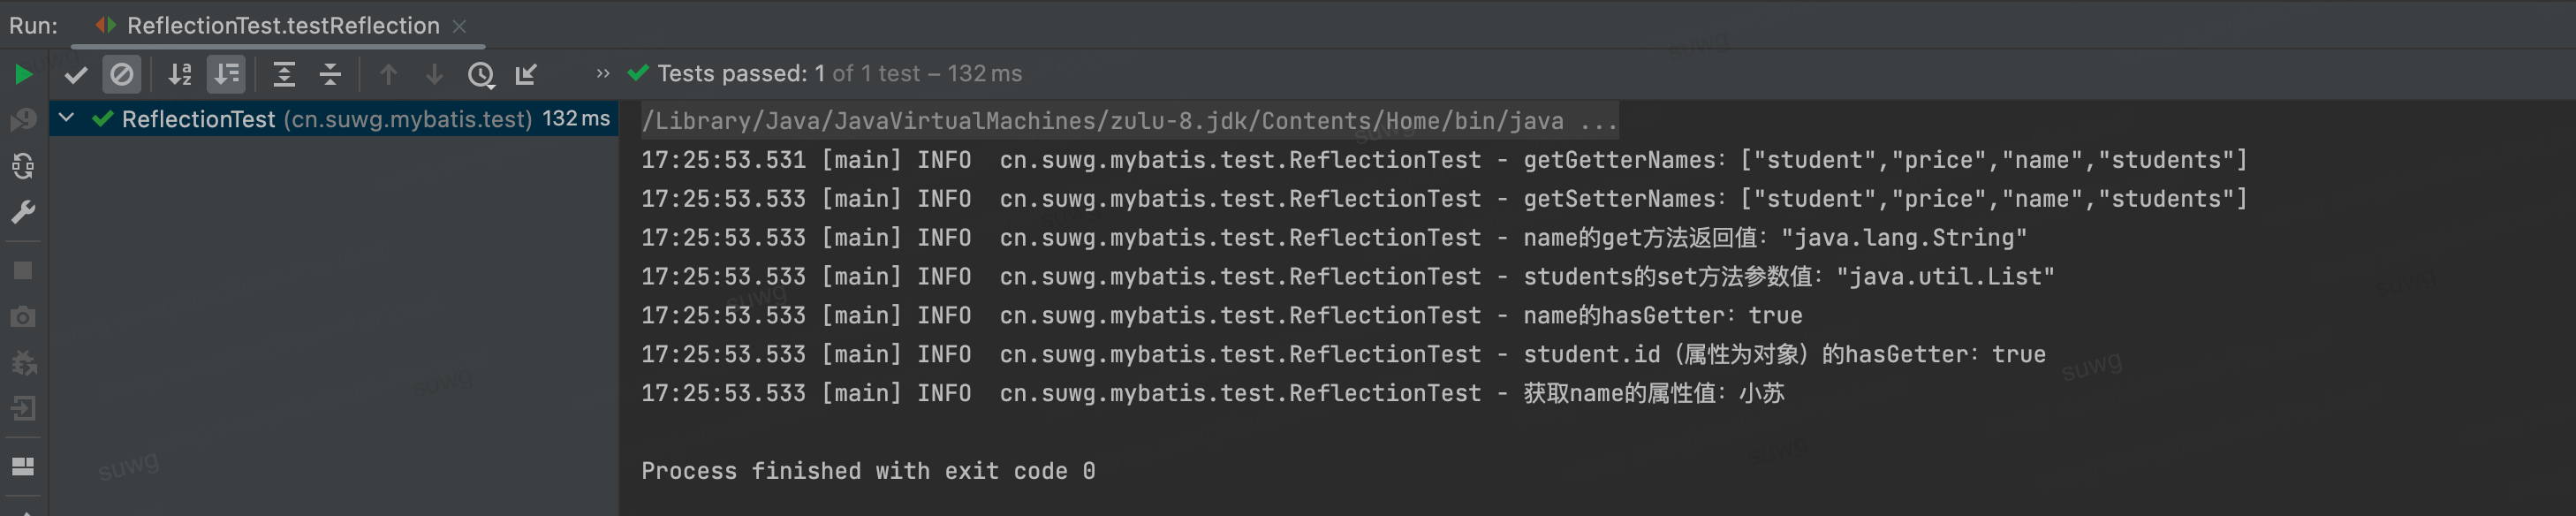 Run: ReflectionTest.testReflection
Tests passed: 1 of 1 test – 132 ms
ReflectionTest (cn.suwg.mybatis.test) 132 ms
/Library/Java/JavaVirtualMachines/zulu-8.jdk/Contents/Home/bin/java ...
17:25:53.531 [main] INFO  cn.suwg.mybatis.test.ReflectionTest - getGetterNames：["student","price","name","students"]
17:25:53.533 [main] INFO  cn.suwg.mybatis.test.ReflectionTest - getSetterNames：["student","price","name","students"]
17:25:53.533 [main] INFO  cn.suwg.mybatis.test.ReflectionTest - name的get方法返回值："java.lang.String"
17:25:53.533 [main] INFO  cn.suwg.mybatis.test.ReflectionTest - students的set方法参数值："java.util.List"
17:25:53.533 [main] INFO  cn.suwg.mybatis.test.ReflectionTest - name的hasGetter：true
17:25:53.533 [main] INFO  cn.suwg.mybatis.test.ReflectionTest - student.id（属性为对象）的hasGetter：true
17:25:53.533 [main] INFO  cn.suwg.mybatis.test.ReflectionTest - 获取name的属性值：小苏
Process finished with exit code 0
suwg
suwg
suwg
suwg
suwg
suwg
suwg
suwg
suwg